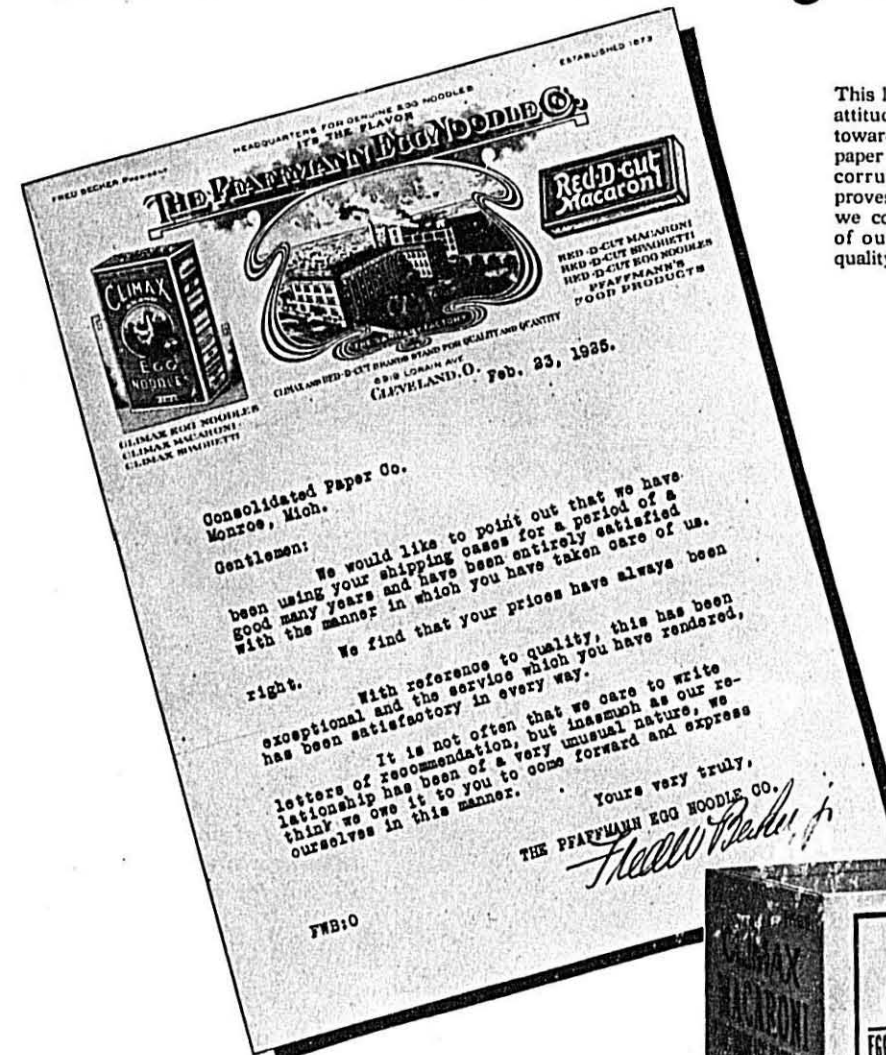 ESTABLISHED 1873
HEADQUARTERS FOR GENUINE EGG NOODLES
IT'S THE FLAVOR
FRED BECKER President
THE PFAFFMANN EGG NOODLE CO.
CLIMAX
EGG
NOODLES
Red-D-Cut
Macaroni
RED-D-CUT MACARONI
RED-D-CUT SPAGHETTI
RED-D-CUT EGG NOODLES
PFAFFMANN'S
FOOD PRODUCTS
CLIMAX AND RED-D-CUT BRANDS STAND FOR QUALITY AND QUANTITY
LORAIN AVE
CLEVELAND, O.
Feb. 23, 1925.
CLIMAX EGG NOODLES
CLIMAX MACARONI
CLIMAX SPAGHETTI
Consolidated Paper Co.
Monroe, Mich.
Gentlemen:
We would like to point out that we have
been using your shipping cases for a period of a
good many years and have been entirely satisfied
with the manner in which you have taken care of us.
We find that your prices have always been
right.
With reference to quality, this has been
exceptional and the service which you have rendered,
has been satisfactory in every way.
It is not often that we care to write
letters of recommendation, but inasmuch as our re-
lationship has been of a very unusual nature, we
think we owe it to you to come forward and express
ourselves in this manner.
Yours very truly,
THE PFAFFMANN EGG NOODLE CO.
Fred W Becker, jr
FWB:O
This
attitud
toward
paper
corru
prove
we co
of ou
quality
CLIMAX
MACARONI